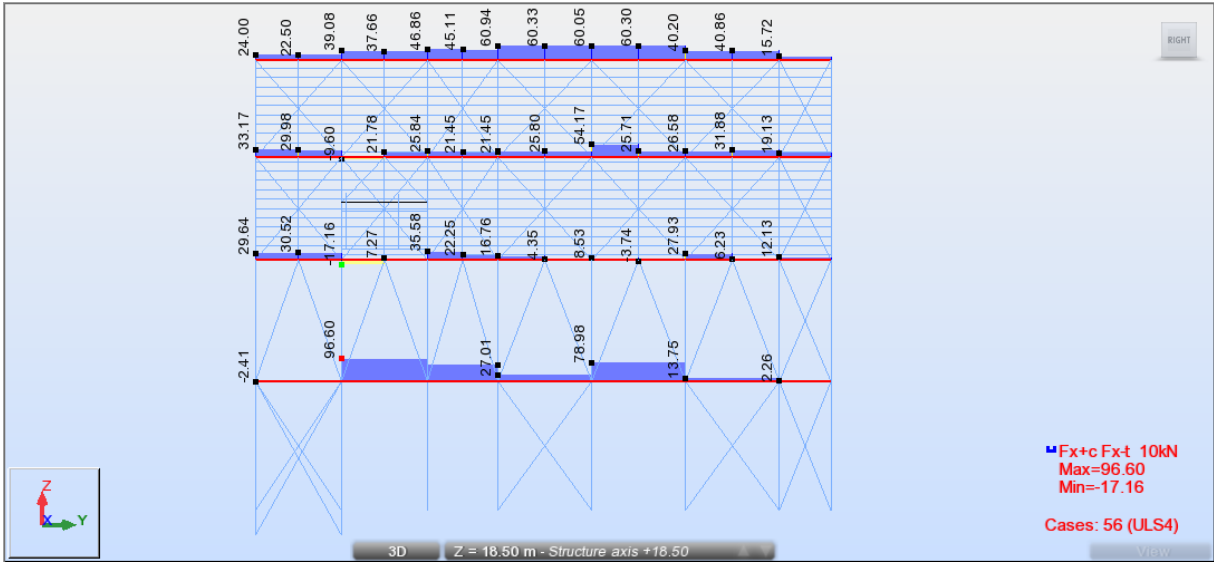 24.00 22.50 39.08 37.66 46.86 45.11 60.94 60.33 60.05 60.30 40.20 40.86 15.72
RIGHT
33.17 29.98 -9.60 21.78 25.84 21.45 21.45 25.80 54.17 25.71 26.58 31.88 19.13
29.64 30.52 -17.16 7.27 35.58 22.25 16.76 4.35 8.53 -3.74 27.93 6.23 12.13
-2.41 96.60 27.01 78.98 13.75 2.26
Fx+c Fx-t 10kN
Max=96.60
Min=-17.16
Cases: 56 (ULS4)
Z
X Y
3D
Z = 18.50 m - Structure axis +18.50
View